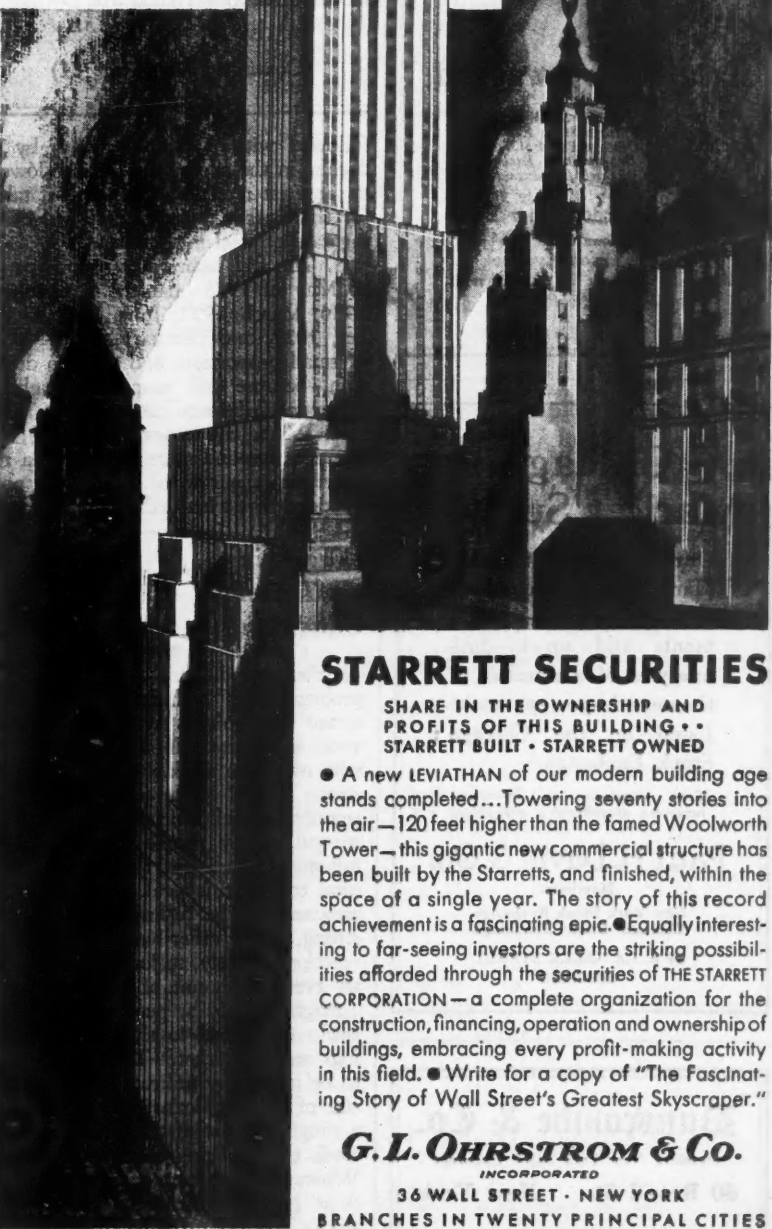 STARRETT SECURITIES
SHARE IN THE OWNERSHIP AND
PROFITS OF THIS BUILDING • •
STARRETT BUILT • STARRETT OWNED
● A new LEVIATHAN of our modern building age
stands completed...Towering seventy stories into
the air—120 feet higher than the famed Woolworth
Tower—this gigantic new commercial structure has
been built by the Starretts, and finished, within the
space of a single year. The story of this record
achievement is a fascinating epic.●Equally interest-
ing to far-seeing investors are the striking possibil-
ities afforded through the securities of THE STARRETT
CORPORATION—a complete organization for the
construction, financing, operation and ownership of
buildings, embracing every profit-making activity
in this field. ● Write for a copy of "The Fascinat-
ing Story of Wall Street's Greatest Skyscraper."
G. L. OHRSTROM & CO.
INCORPORATED
36 WALL STREET · NEW YORK
BRANCHES IN TWENTY PRINCIPAL CITIES